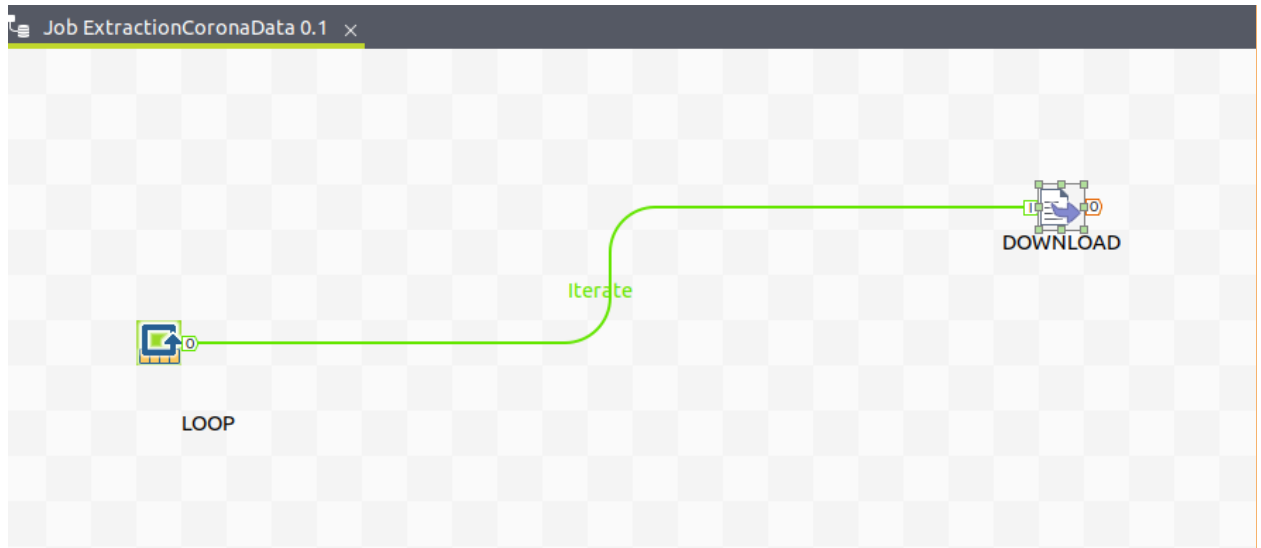 Job ExtractionCoronaData 0.1
I O
DOWNLOAD
Iterate
O
LOOP